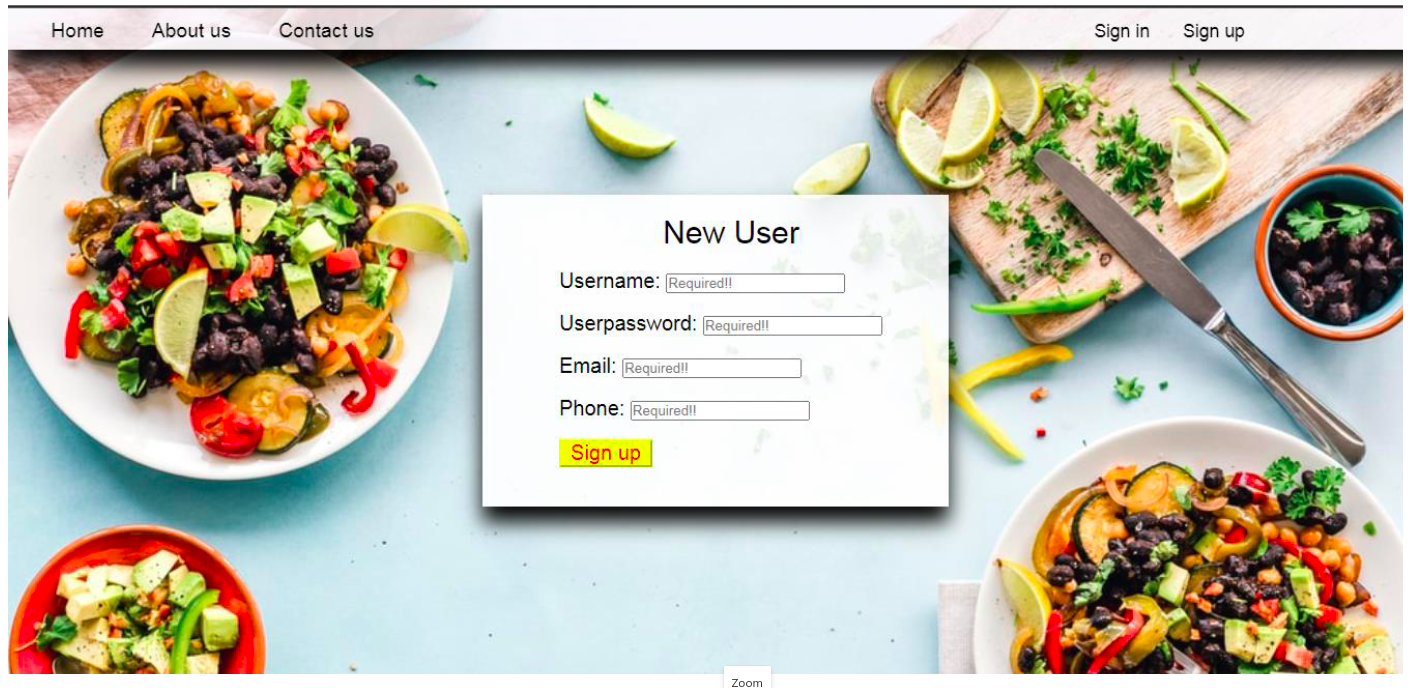 Home About us Contact us Sign in Sign up
New User
Username: Required!!
Userpassword: Required!!
Email: Required!!
Phone: Required!!
Sign up
Zoom